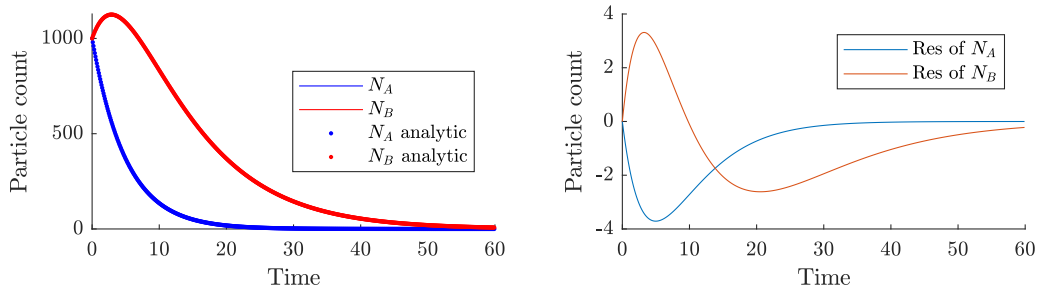 1000
500
0
0
10
20
30
40
50
60
Particle count
Time
N_A
N_B
N_A analytic
N_B analytic
4
2
0
-2
-4
0
10
20
30
40
50
60
Particle count
Time
Res of N_A
Res of N_B